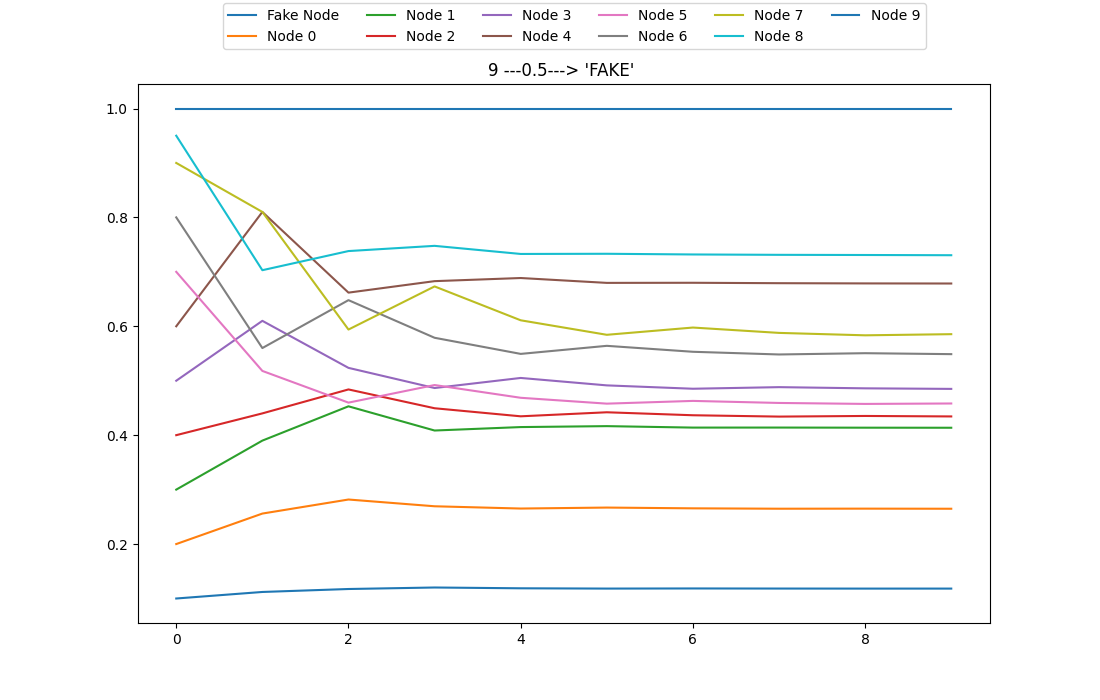 Fake Node Node 1 Node 3 Node 5 Node 7 Node 9
Node 0 Node 2 Node 4 Node 6 Node 8
9 ---0.5---> 'FAKE'
1.0
0.8
0.6
0.4
0.2
0 2 4 6 8